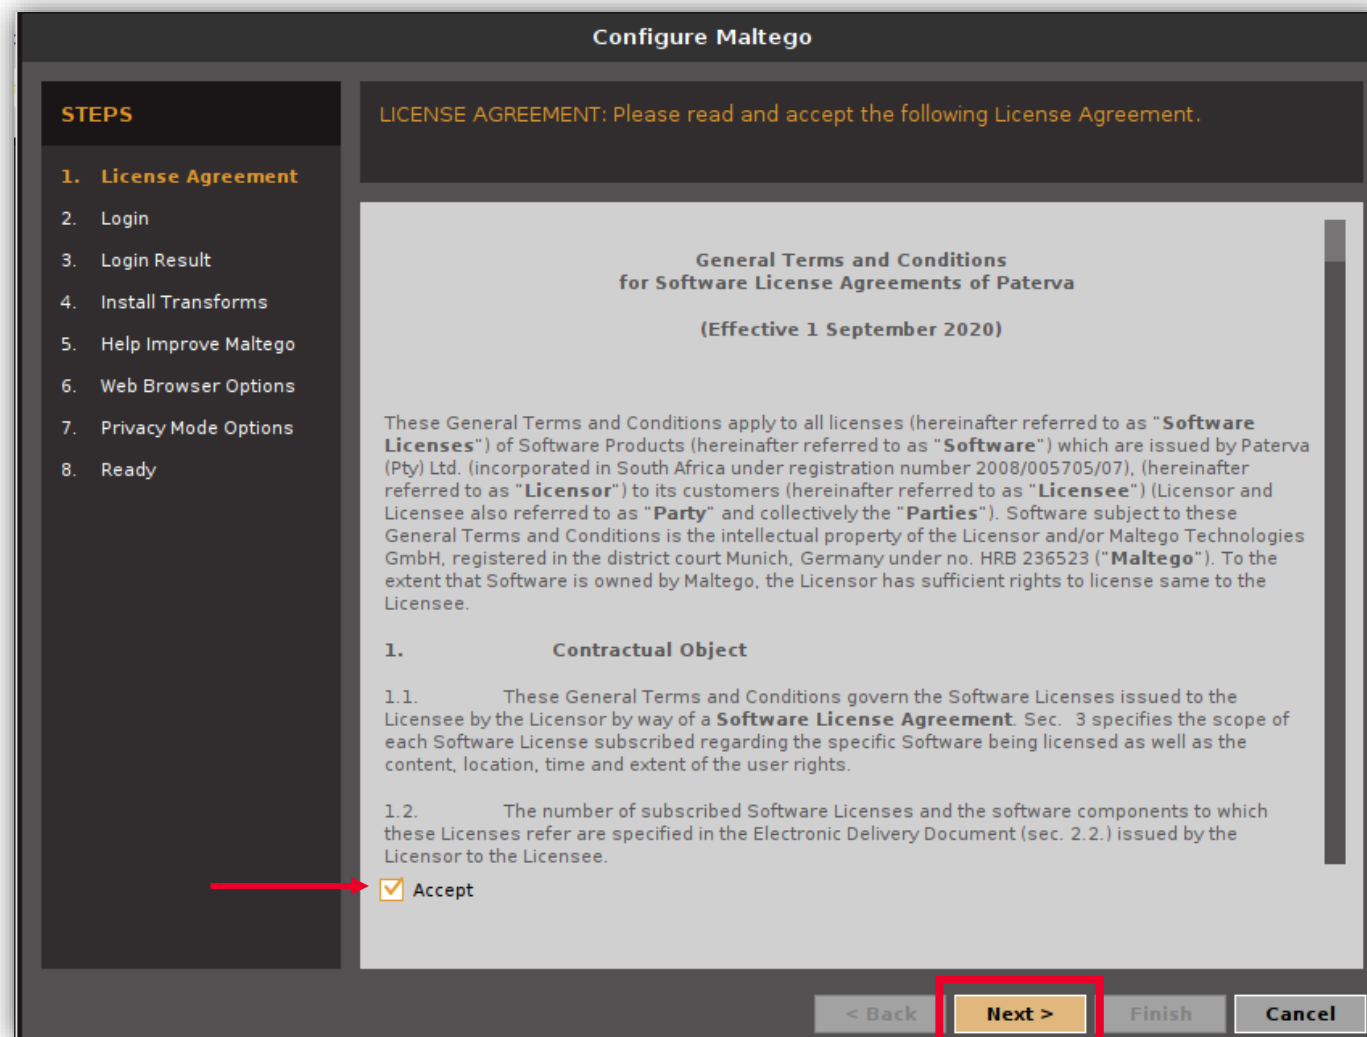 Configure Maltego
STEPS
1. License Agreement
2. Login
3. Login Result
4. Install Transforms
5. Help Improve Maltego
6. Web Browser Options
7. Privacy Mode Options
8. Ready
LICENSE AGREEMENT: Please read and accept the following License Agreement.
General Terms and Conditions
for Software License Agreements of Paterva
(Effective 1 September 2020)
These General Terms and Conditions apply to all licenses (hereinafter referred to as "Software
Licenses") of Software Products (hereinafter referred to as "Software") which are issued by Paterva
(Pty) Ltd. (incorporated in South Africa under registration number 2008/005705/07), (hereinafter
referred to as "Licensor") to its customers (hereinafter referred to as "Licensee") (Licensor and
Licensee also referred to as "Party" and collectively the "Parties"). Software subject to these
General Terms and Conditions is the intellectual property of the Licensor and/or Maltego Technologies
GmbH, registered in the district court Munich, Germany under no. HRB 236523 ("Maltego"). To the
extent that Software is owned by Maltego, the Licensor has sufficient rights to license same to the
Licensee.
1. Contractual Object
1.1. These General Terms and Conditions govern the Software Licenses issued to the
Licensee by the Licensor by way of a Software License Agreement. Sec. 3 specifies the scope of
each Software License subscribed regarding the specific Software being licensed as well as the
content, location, time and extent of the user rights.
1.2. The number of subscribed Software Licenses and the software components to which
these Licenses refer are specified in the Electronic Delivery Document (sec. 2.2.) issued by the
Licensor to the Licensee.
Accept
< Back Next > Finish Cancel